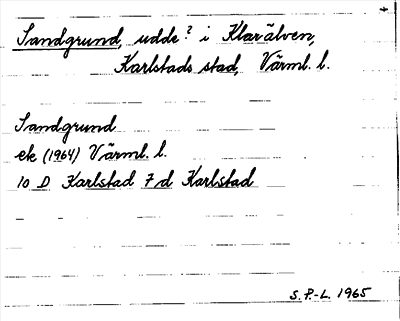 Sandgrund, udde? i Klarälven,
Karlstads stad, Värml. l.
Sandgrund
ek (1964) Värml. l.
10 D Karlstad 7 d Karlstad
S. P.-L. 1965